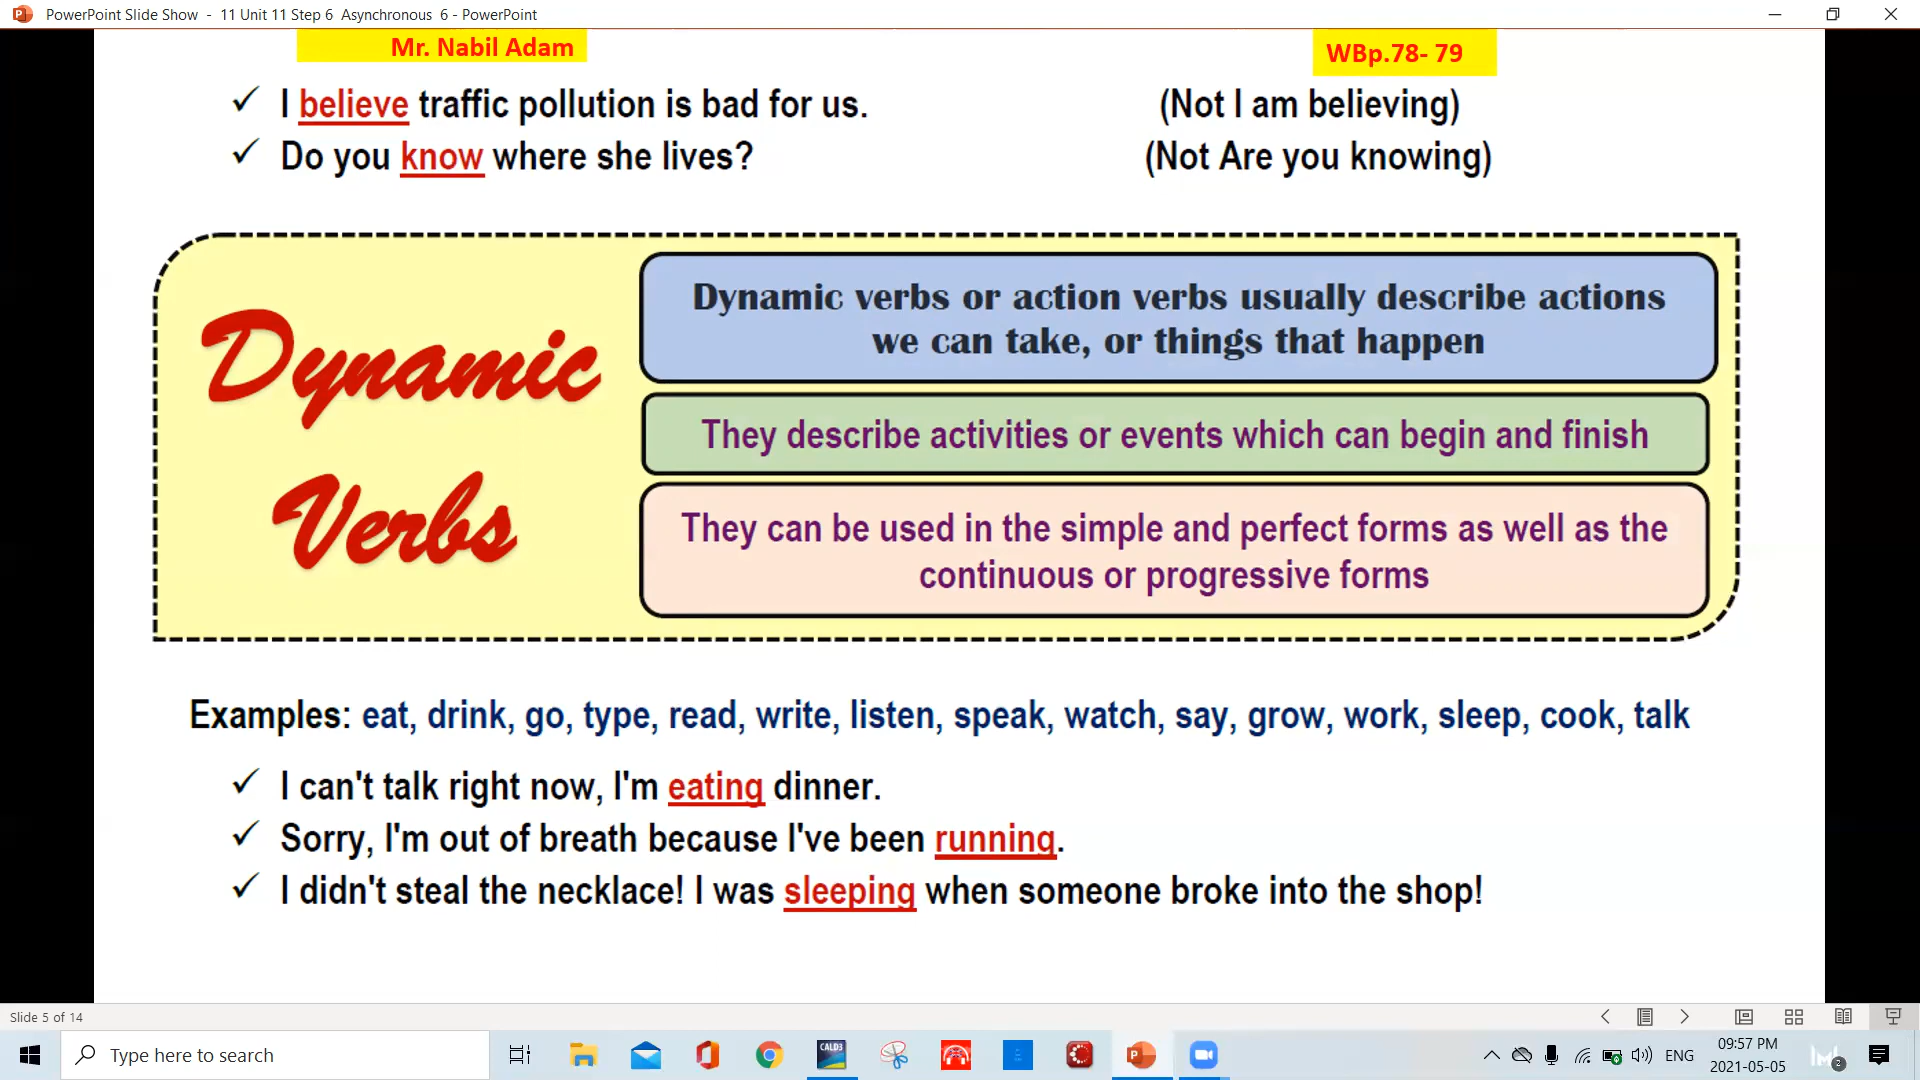 PowerPoint Slide Show - 11 Unit 11 Step 6 Asynchronous 6 - PowerPoint
Mr. Nabil Adam
WBp.78- 79
✓ I believe traffic pollution is bad for us. (Not I am believing)
✓ Do you know where she lives? (Not Are you knowing)
Dynamic
Verbs
Dynamic verbs or action verbs usually describe actions
we can take, or things that happen
They describe activities or events which can begin and finish
They can be used in the simple and perfect forms as well as the
continuous or progressive forms
Examples: eat, drink, go, type, read, write, listen, speak, watch, say, grow, work, sleep, cook, talk
✓ I can't talk right now, I'm eating dinner.
✓ Sorry, I'm out of breath because I've been running.
✓ I didn't steal the necklace! I was sleeping when someone broke into the shop!
Slide 5 of 14
Type here to search
CALD3
ENG
09:57 PM
2021-05-05
2